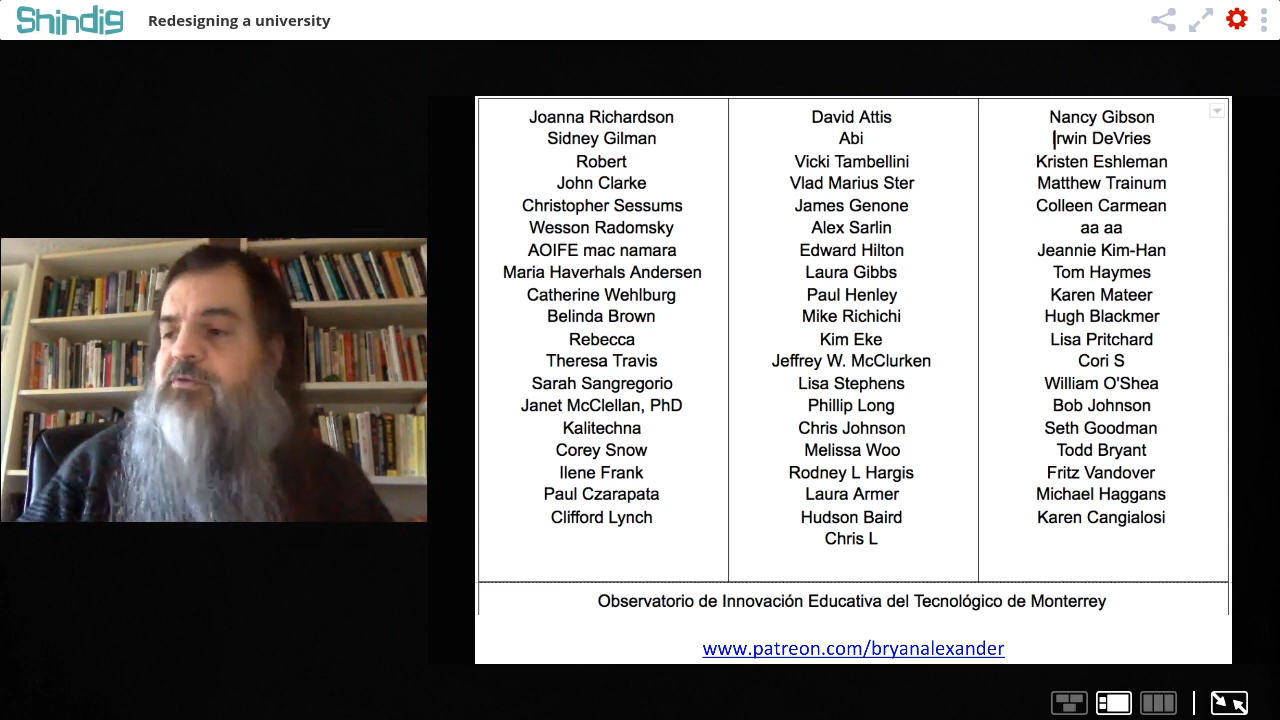 Shindig
Redesigning a university
Joanna Richardson
Sidney Gilman
Robert
John Clarke
Christopher Sessums
Wesson Radomsky
AOIFE mac namara
Maria Haverhals Andersen
Catherine Wehlburg
Belinda Brown
Rebecca
Theresa Travis
Sarah Sangregorio
Janet McClellan, PhD
Kalitechna
Corey Snow
Ilene Frank
Paul Czarapata
Clifford Lynch
David Attis
Abi
Vicki Tambellini
Vlad Marius Ster
James Genone
Alex Sarlin
Edward Hilton
Laura Gibbs
Paul Henley
Mike Richichi
Kim Eke
Jeffrey W. McClurken
Lisa Stephens
Phillip Long
Chris Johnson
Melissa Woo
Rodney L Hargis
Laura Armer
Hudson Baird
Chris L
Nancy Gibson
Irwin DeVries
Kristen Eshleman
Matthew Trainum
Colleen Carmean
aa aa
Jeannie Kim-Han
Tom Haymes
Karen Mateer
Hugh Blackmer
Lisa Pritchard
Cori S
William O'Shea
Bob Johnson
Seth Goodman
Todd Bryant
Fritz Vandover
Michael Haggans
Karen Cangialosi
Observatorio de Innovación Educativa del Tecnológico de Monterrey
www.patreon.com/bryanalexander